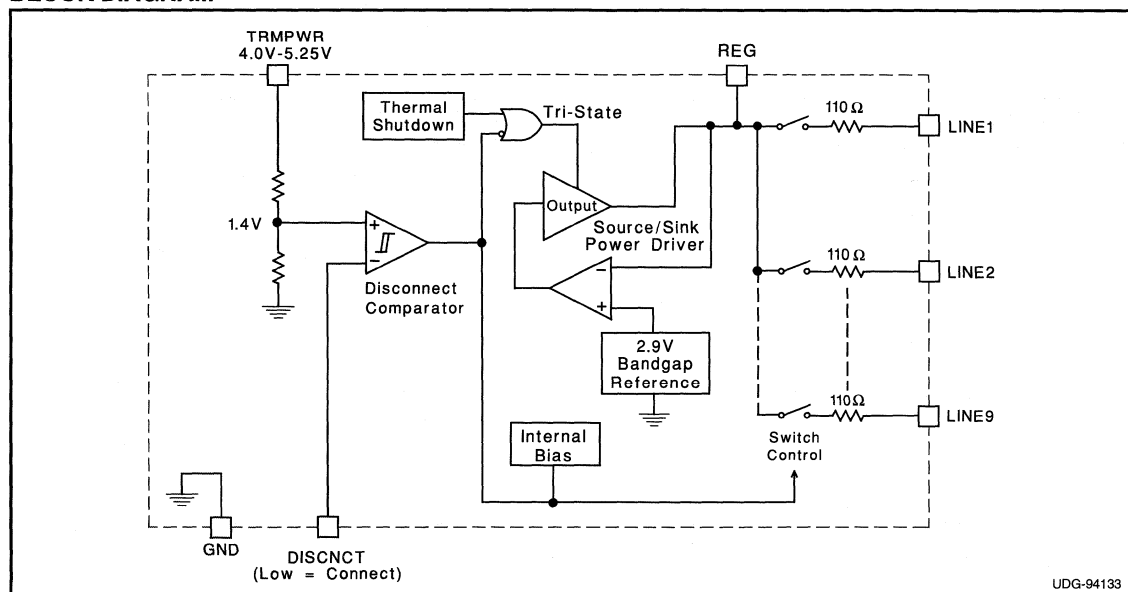 TRMPWR
4.0V-5.25V
REG
Thermal
Shutdown
Tri-State
110Ω
LINE1
Output
1.4V
+
−
Source/Sink
Power Driver
Disconnect
Comparator
−
+
110Ω
LINE2
2.9V
Bandgap
Reference
110Ω
LINE9
Switch
Control
Internal
Bias
GND
DISCNCT
(Low = Connect)
UDG-94133